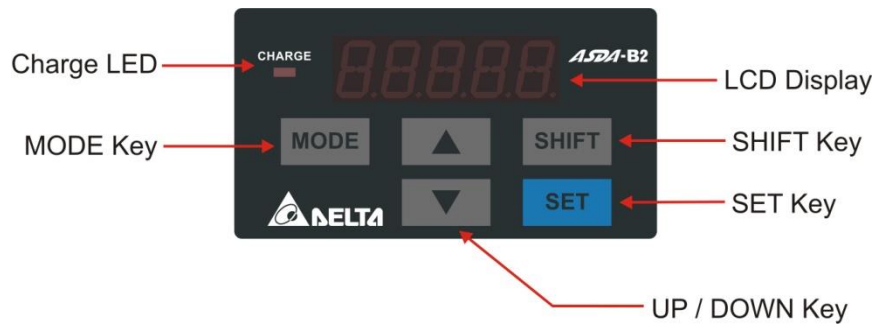 Charge LED
CHARGE
88888
ASDA-B2
LCD Display
MODE Key
MODE
SHIFT
SHIFT Key
DELTA
SET
SET Key
UP / DOWN Key